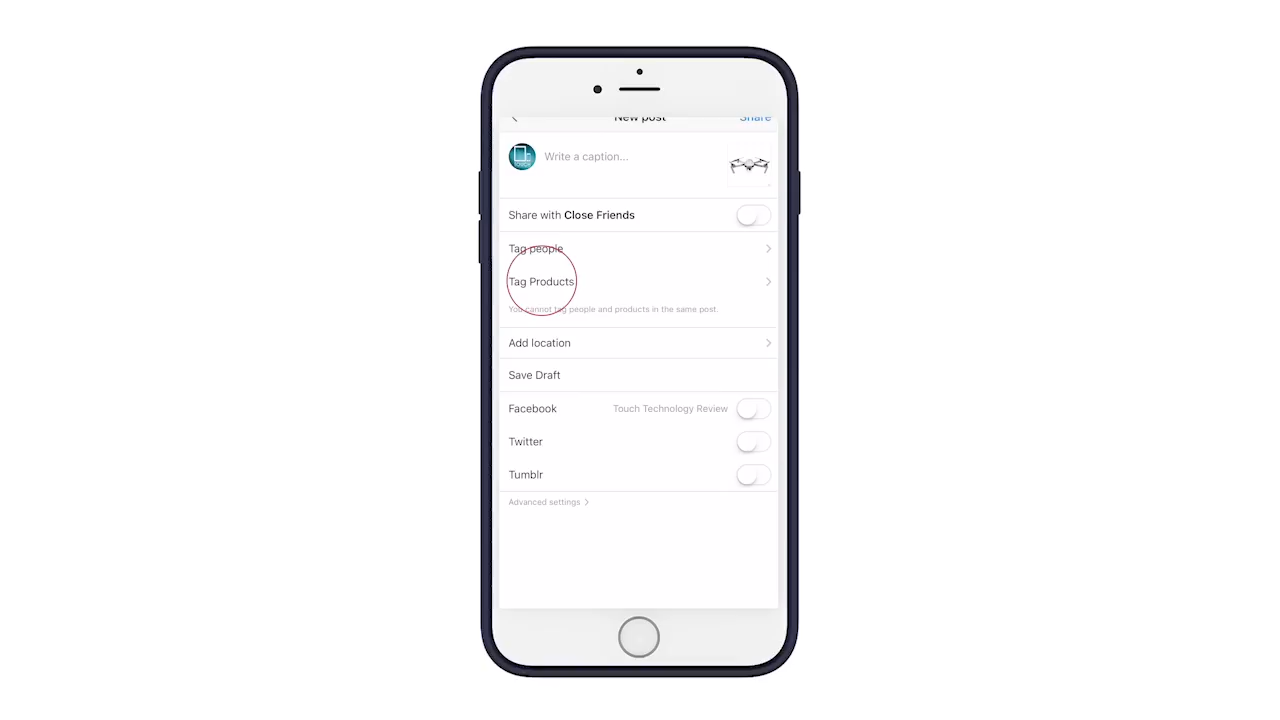 New post Share
Write a caption...
Share with Close Friends
Tag people
Tag Products
You cannot tag people and products in the same post.
Add location
Save Draft
Facebook Touch Technology Review
Twitter
Tumblr
Advanced settings